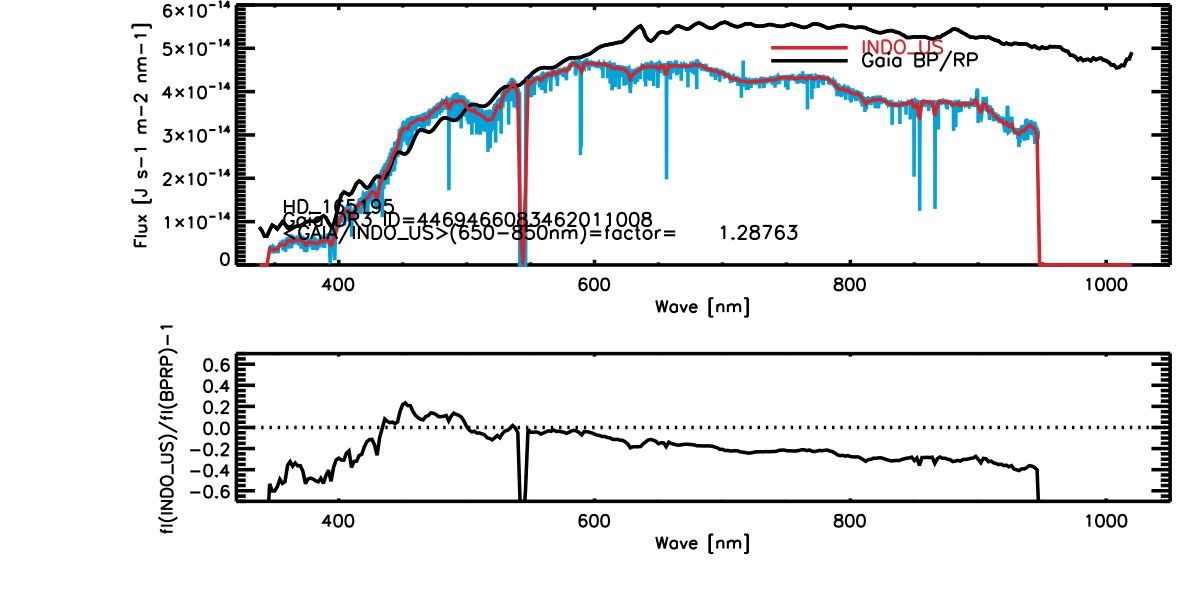 6×10−14
5×10−14
4×10−14
3×10−14
2×10−14
1×10−14
0
Flux [J s−1 m−2 nm−1]
INDO_US
Gaia BP/RP
HD_165195
Gaia DR3 ID=4469466083462011008
<GAIA/INDO_US>(650−850nm)=factor= 1.28763
400 600 800 1000
Wave [nm]
fl(INDO_US)/fl(BPRP)−1
0.6
0.4
0.2
0.0
−0.2
−0.4
−0.6
400 600 800 1000
Wave [nm]